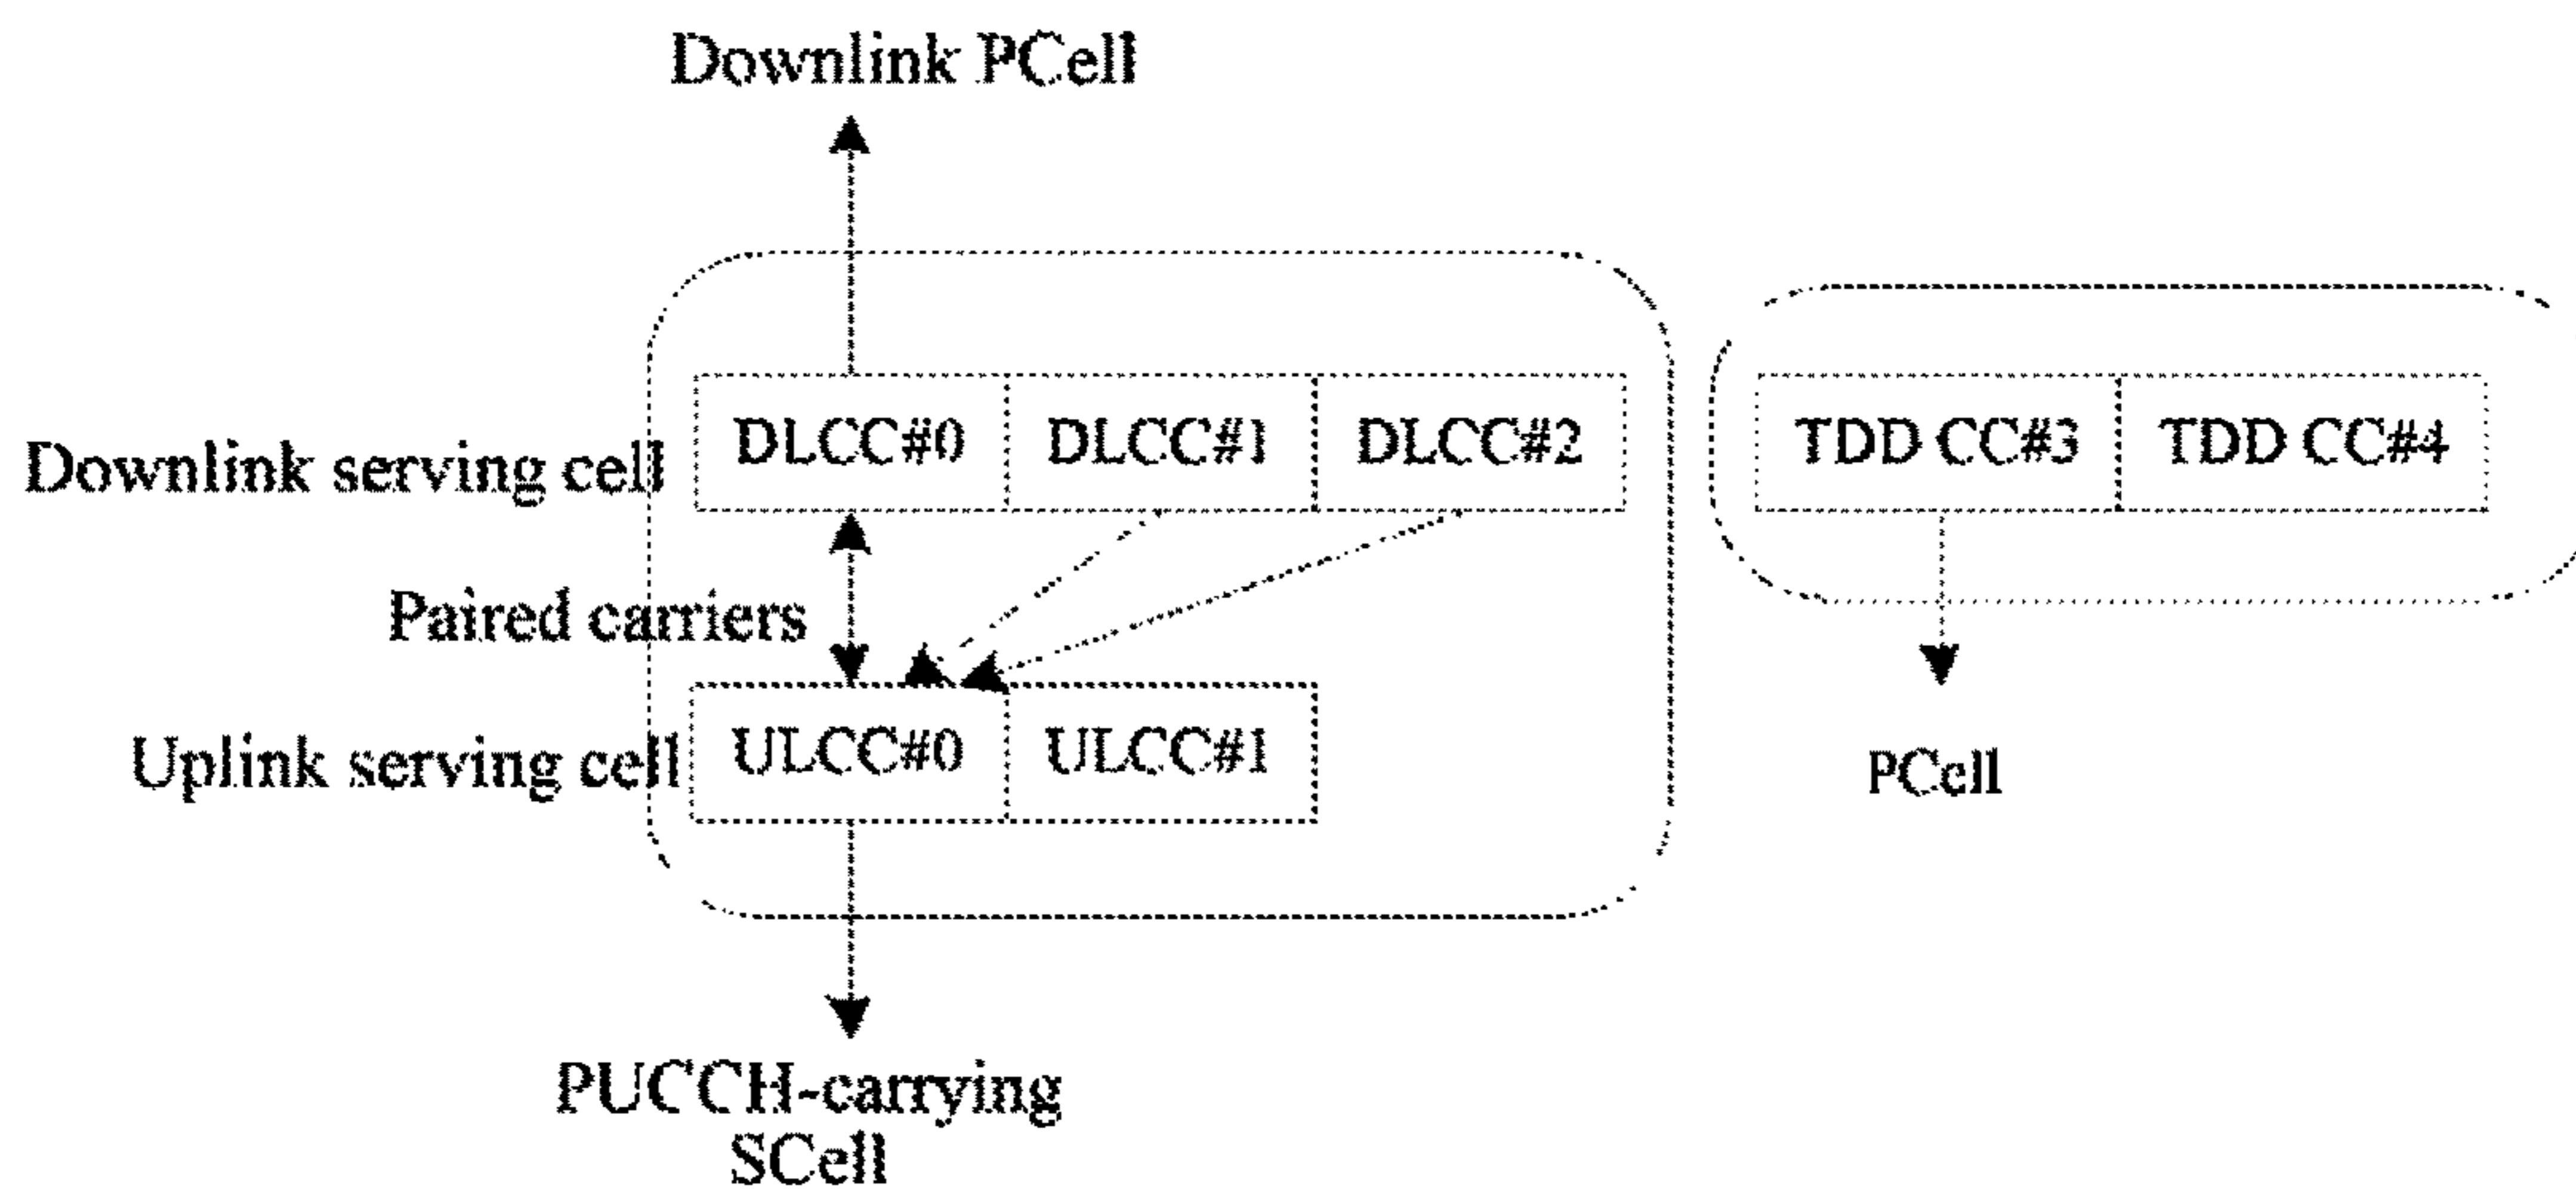 Downlink PCell
Downlink serving cell
DLCC#0 DLCC#1 DLCC#2
TDD CC#3 TDD CC#4
Paired carriers
Uplink serving cell
ULCC#0 ULCC#1
PCell
PUCCH-carrying
SCell